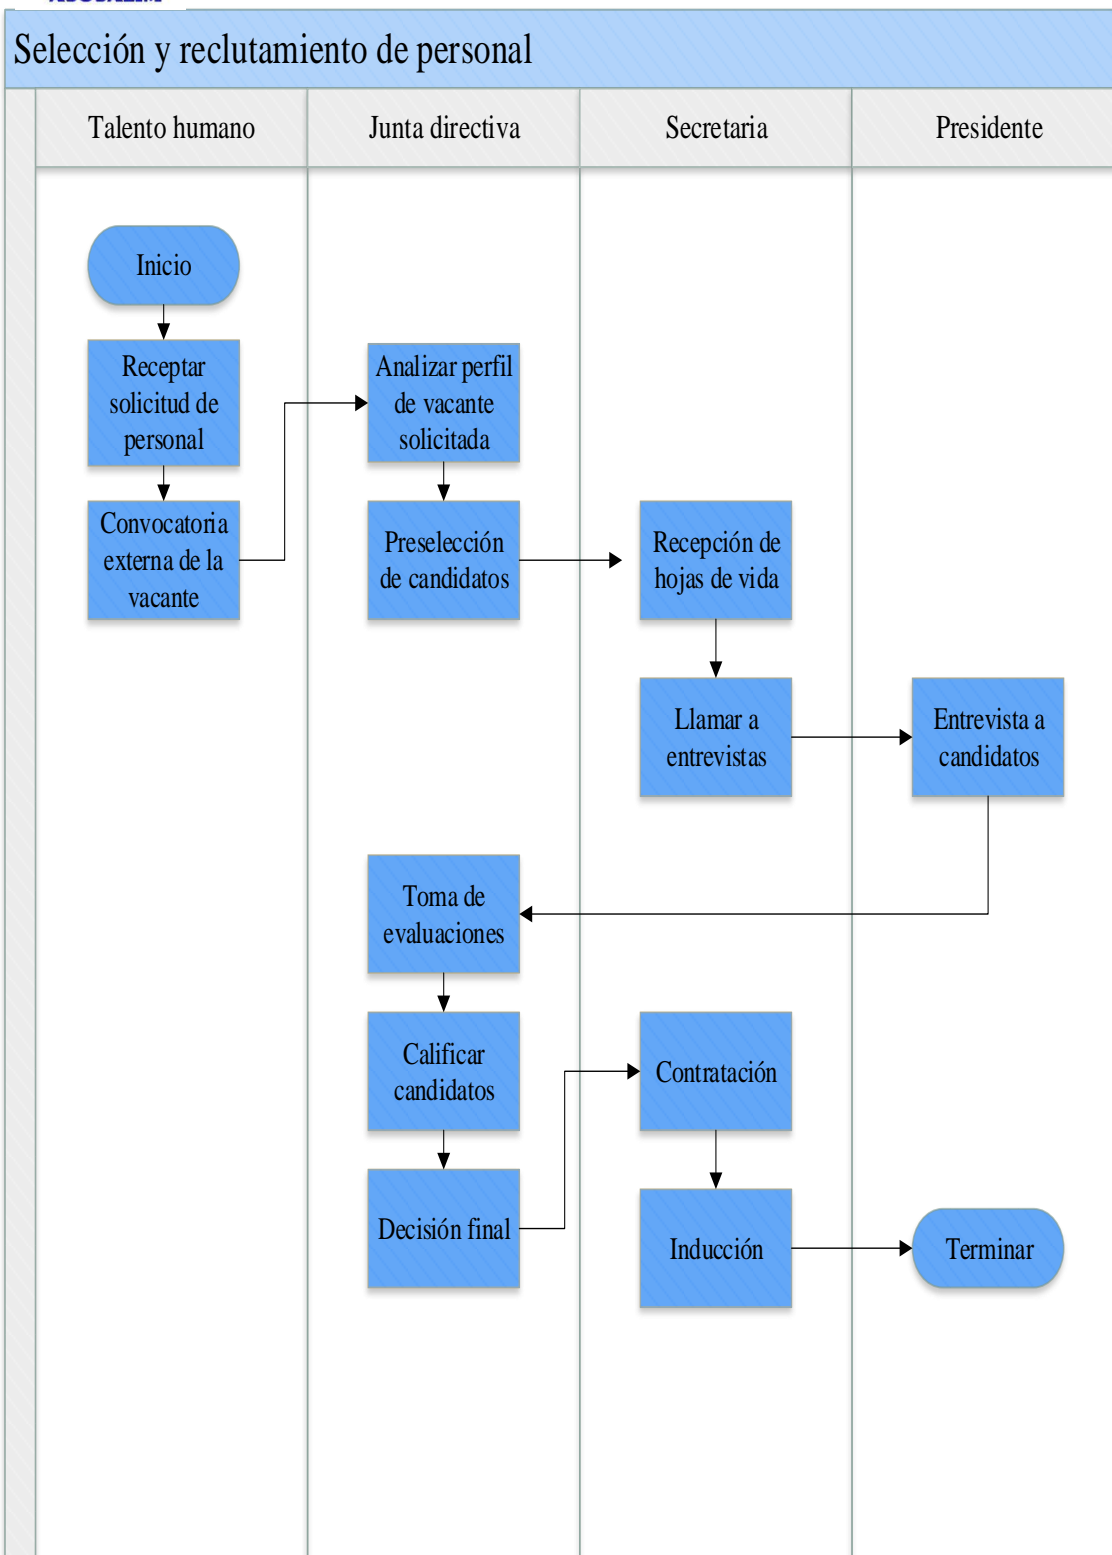 Selección y reclutamiento de personal
Talento humano
Junta directiva
Secretaria
Presidente
Inicio
Receptar
solicitud de
personal
Convocatoria
externa de la
vacante
Analizar perfil
de vacante
solicitada
Preselección
de candidatos
Recepción de
hojas de vida
Llamar a
entrevistas
Entrevista a
candidatos
Toma de
evaluaciones
Calificar
candidatos
Decisión final
Contratación
Inducción
Terminar